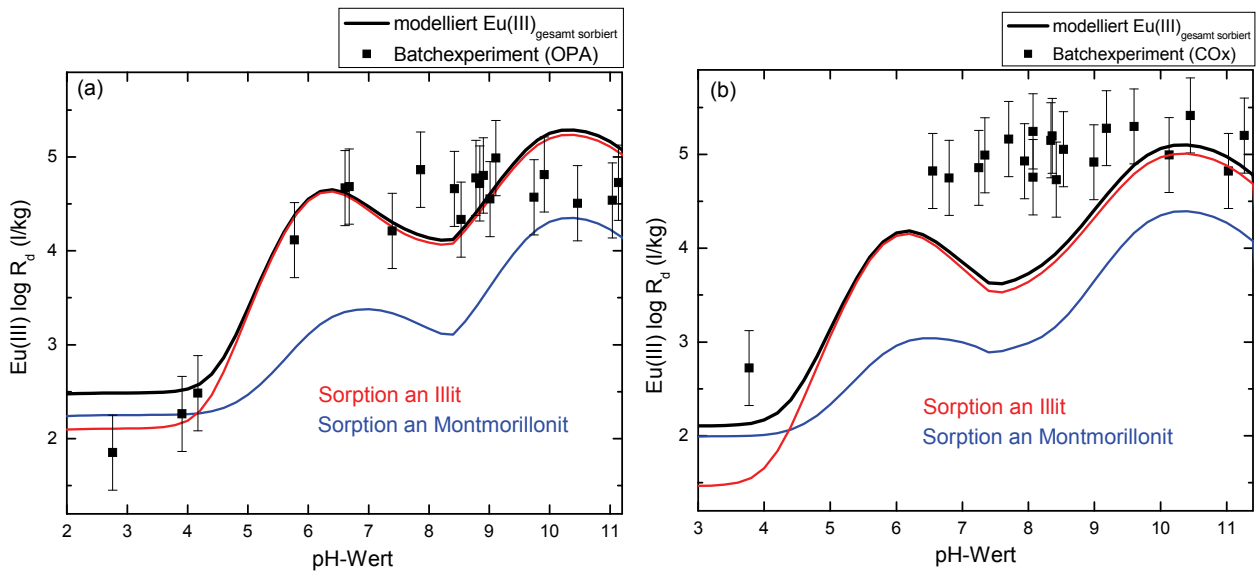 modelliert Eu(III)gesamt sorbiert
Batchexperiment (OPA)
(a)
Eu(III) log Rd (l/kg)
5
4
3
2
Sorption an Illit
Sorption an Montmorillonit
2 3 4 5 6 7 8 9 10 11
pH-Wert
modelliert Eu(III)gesamt sorbiert
Batchexperiment (COx)
(b)
Eu(III) log Rd (l/kg)
5
4
3
2
Sorption an Illit
Sorption an Montmorillonit
3 4 5 6 7 8 9 10 11
pH-Wert